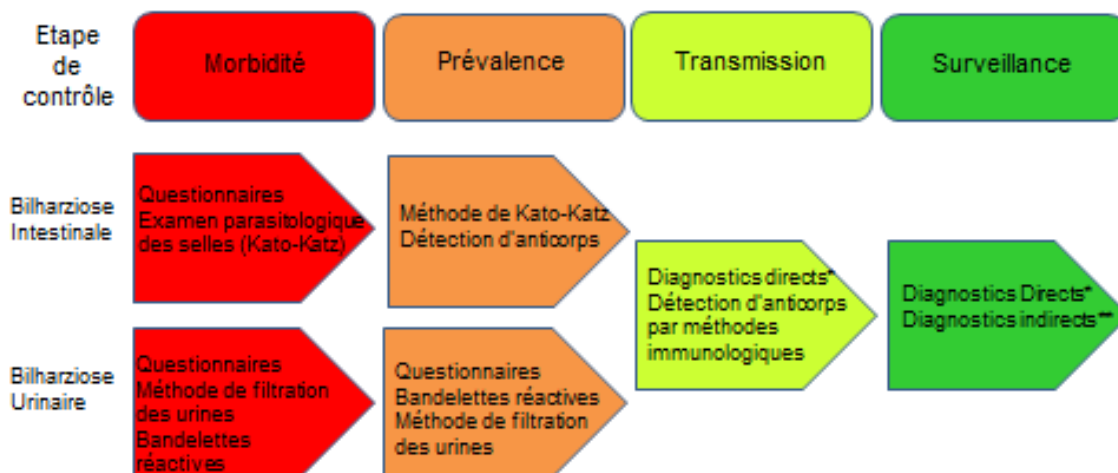 Etape
de
contrôle
Morbidité
Prévalence
Transmission
Surveillance
Bilharziose
Intestinale
Questionnaires
Examen parasitologique
des selles (Kato-Katz)
Méthode de Kato-Katz
Détection d'anticorps
Diagnostics directs*
Détection d'anticorps
par méthodes
immunologiques
Diagnostics Directs*
Diagnostics indirects**
Bilharziose
Urinaire
Questionnaires
Méthode de filtration
des urines
Bandelettes
réactives
Questionnaires
Bandelettes réactives
Méthode de filtration
des urines